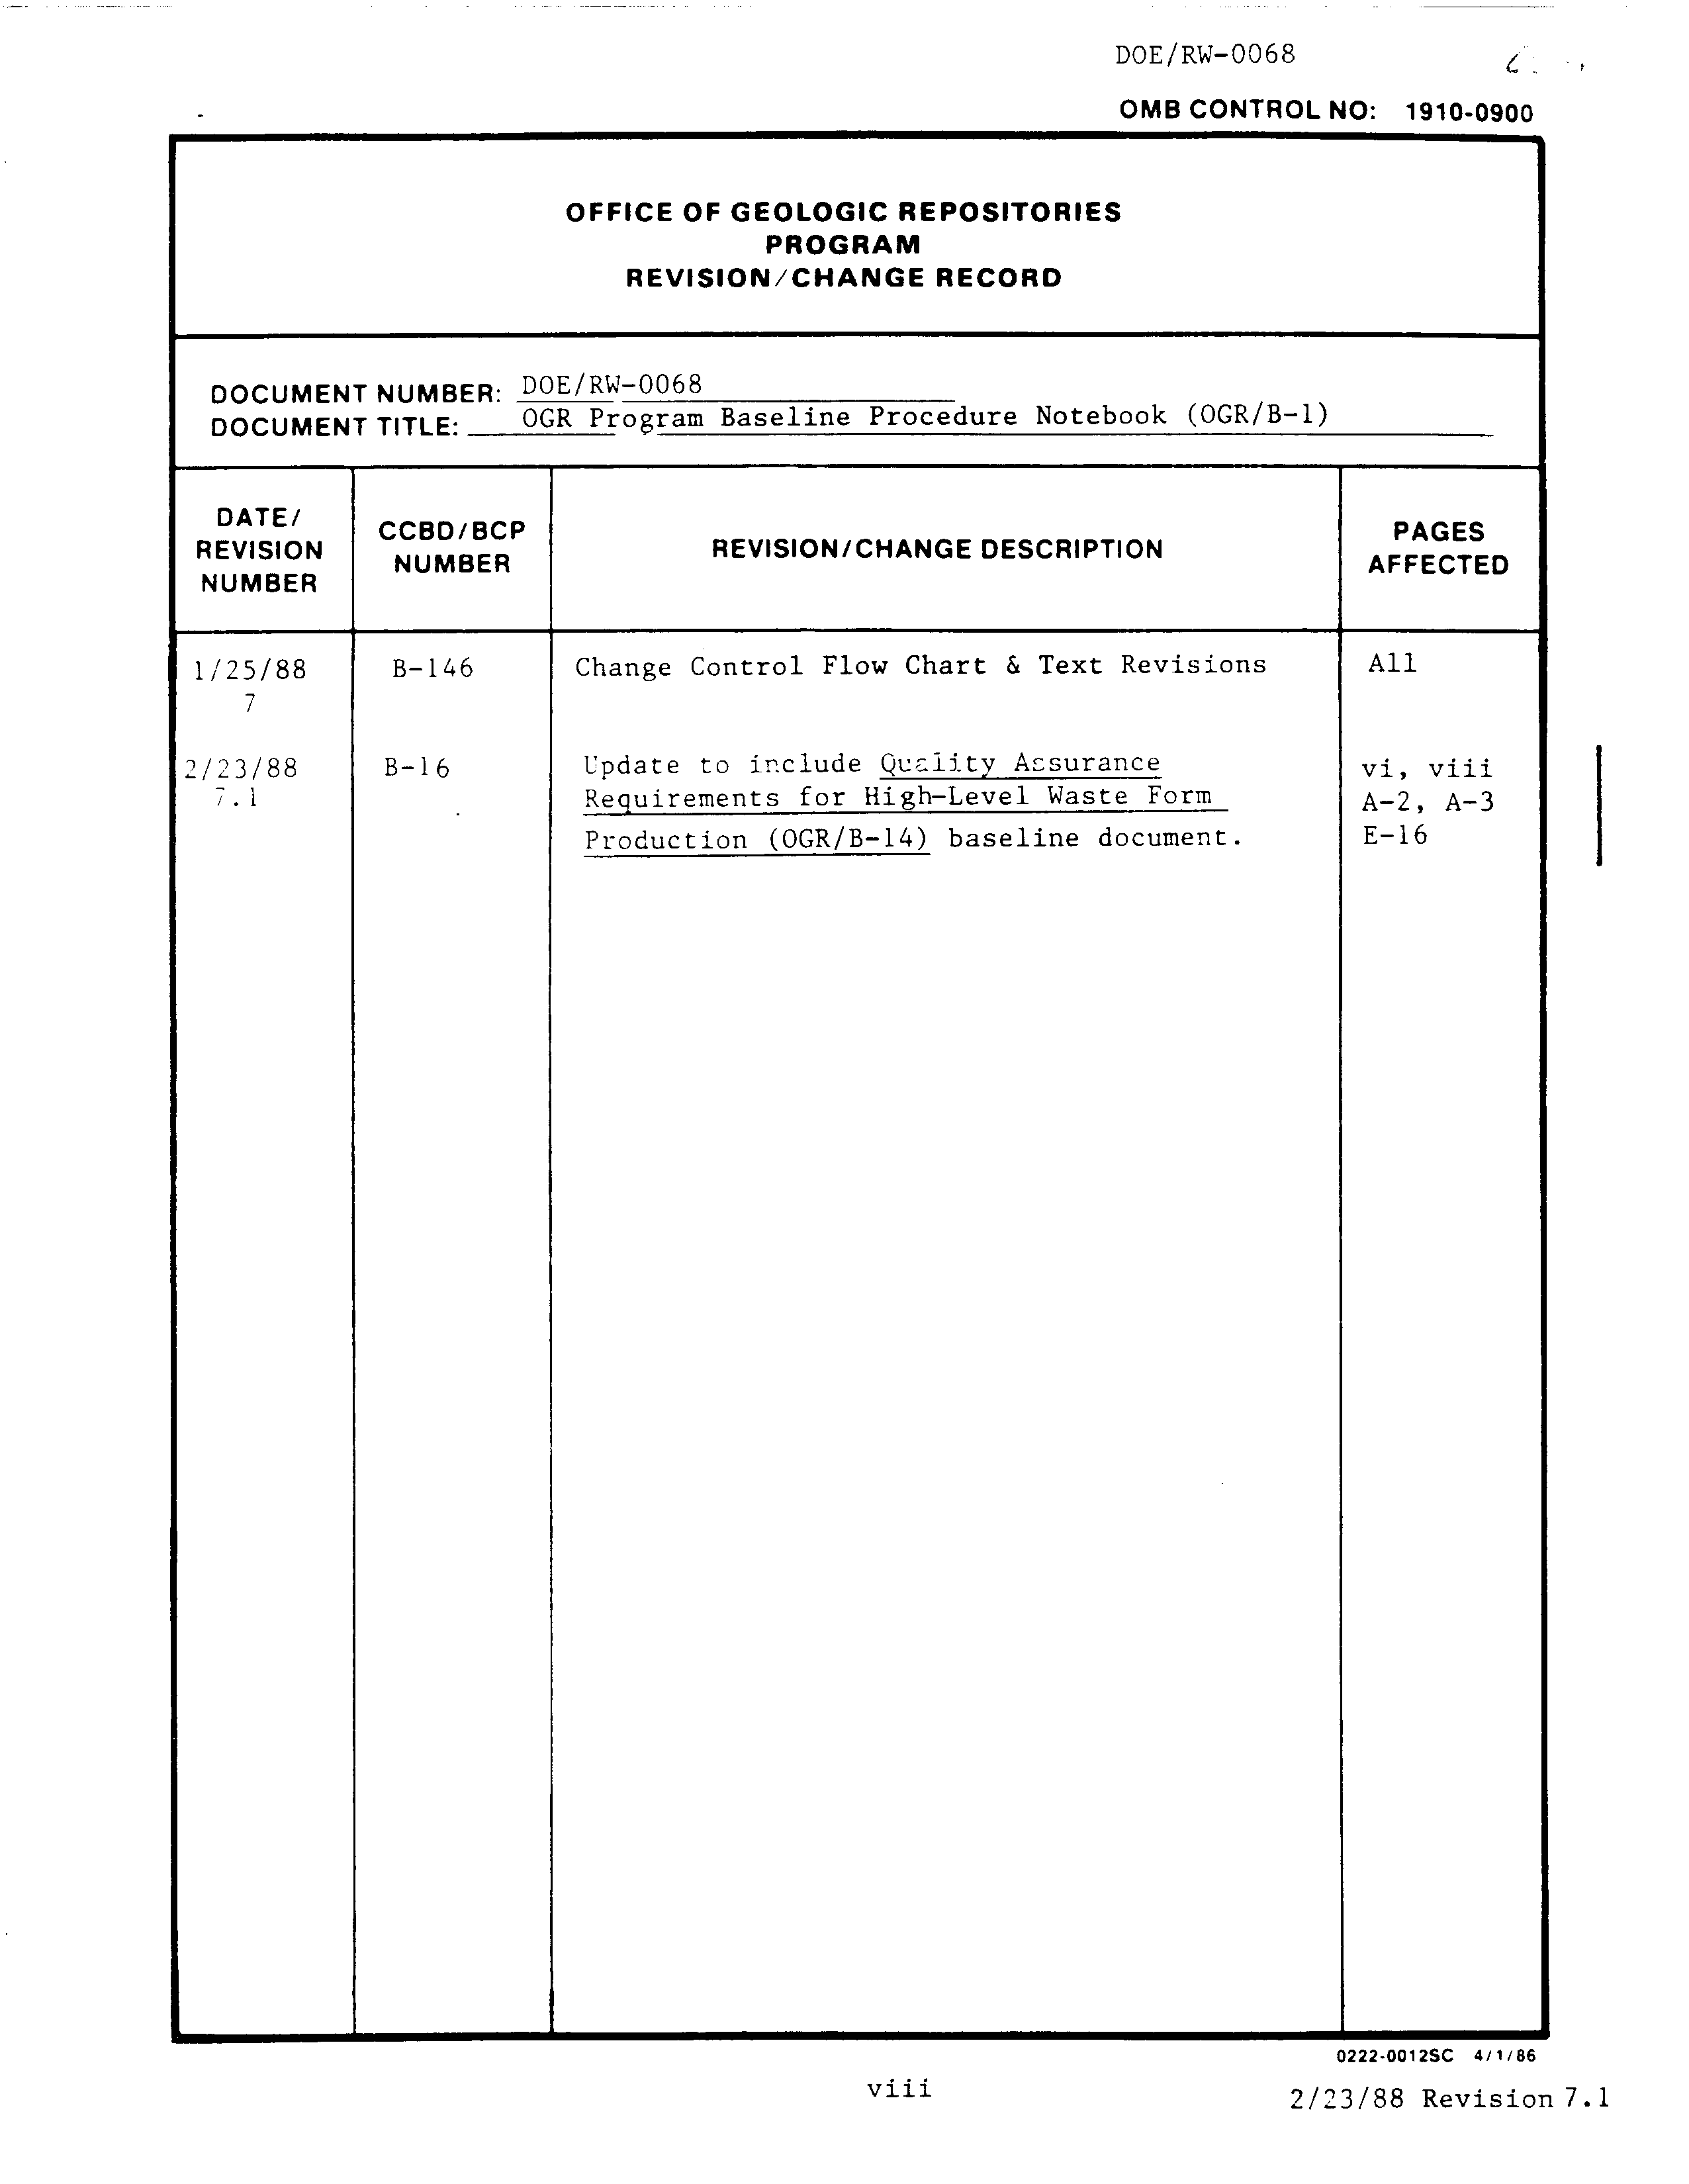 DOE/RW-0068
OMB CONTROL NO: 1910-0900
OFFICE OF GEOLOGIC REPOSITORIES
PROGRAM
REVISION/CHANGE RECORD
DOCUMENT NUMBER: DOE/RW-0068
DOCUMENT TITLE: OGR Program Baseline Procedure Notebook (OGR/B-1)
DATE/
REVISION
NUMBER
CCBD/BCP
NUMBER
REVISION/CHANGE DESCRIPTION
PAGES
AFFECTED
1/25/88 B-146 Change Control Flow Chart & Text Revisions All
7
2/23/88 B-16 Update to include Quality Assurance vi, viii
7.1 Requirements for High-Level Waste Form A-2, A-3
Production (OGR/B-14) baseline document. E-16
0222-0012SC 4/1/86
viii
2/23/88 Revision 7.1